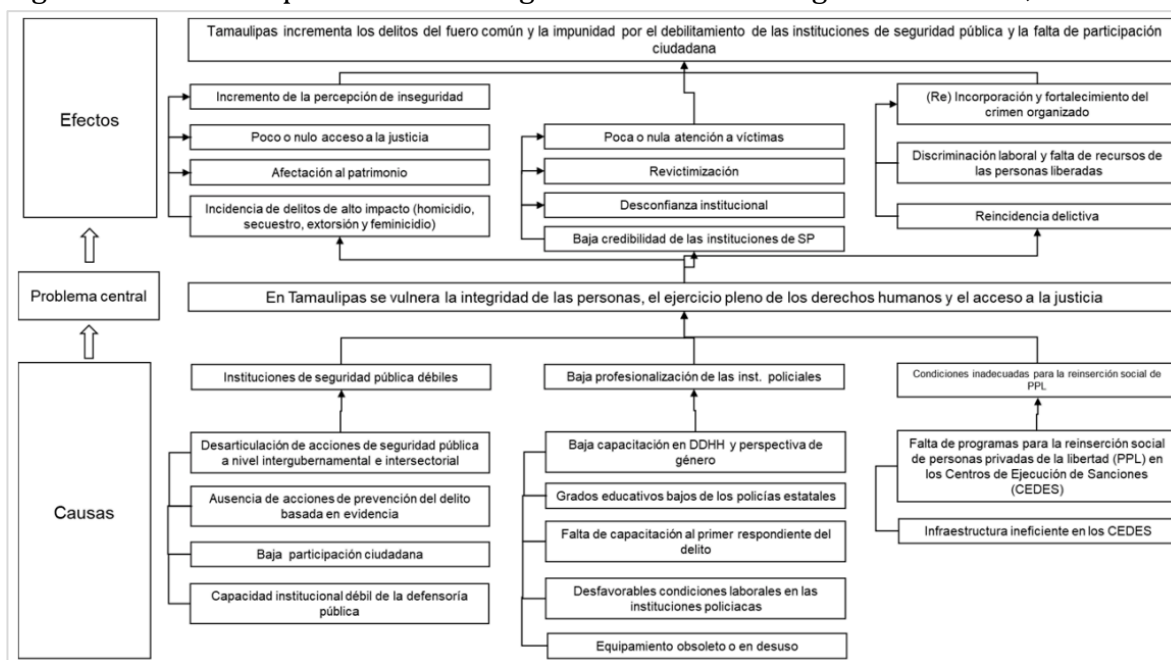 Tamaulipas incrementa los delitos del fuero común y la impunidad por el debilitamiento de las instituciones de seguridad pública y la falta de participación
ciudadana
Efectos
Incremento de la percepción de inseguridad
Poco o nulo acceso a la justicia
Afectación al patrimonio
Incidencia de delitos de alto impacto (homicidio,
secuestro, extorsión y feminicidio)
Poca o nula atención a víctimas
Revictimización
Desconfianza institucional
Baja credibilidad de las instituciones de SP
(Re) Incorporación y fortalecimiento del
crimen organizado
Discriminación laboral y falta de recursos de
las personas liberadas
Reincidencia delictiva
Problema central
En Tamaulipas se vulnera la integridad de las personas, el ejercicio pleno de los derechos humanos y el acceso a la justicia
Causas
Instituciones de seguridad pública débiles
Desarticulación de acciones de seguridad pública
a nivel intergubernamental e intersectorial
Ausencia de acciones de prevención del delito
basada en evidencia
Baja participación ciudadana
Capacidad institucional débil de la defensoría
pública
Baja profesionalización de las inst. policiales
Baja capacitación en DDHH y perspectiva de
género
Grados educativos bajos de los policías estatales
Falta de capacitación al primer respondiente del
delito
Desfavorables condiciones laborales en las
instituciones policiacas
Equipamiento obsoleto o en desuso
Condiciones inadecuadas para la reinserción social de
PPL
Falta de programas para la reinserción social
de personas privadas de la libertad (PPL) en
los Centros de Ejecución de Sanciones
(CEDES)
Infraestructura ineficiente en los CEDES